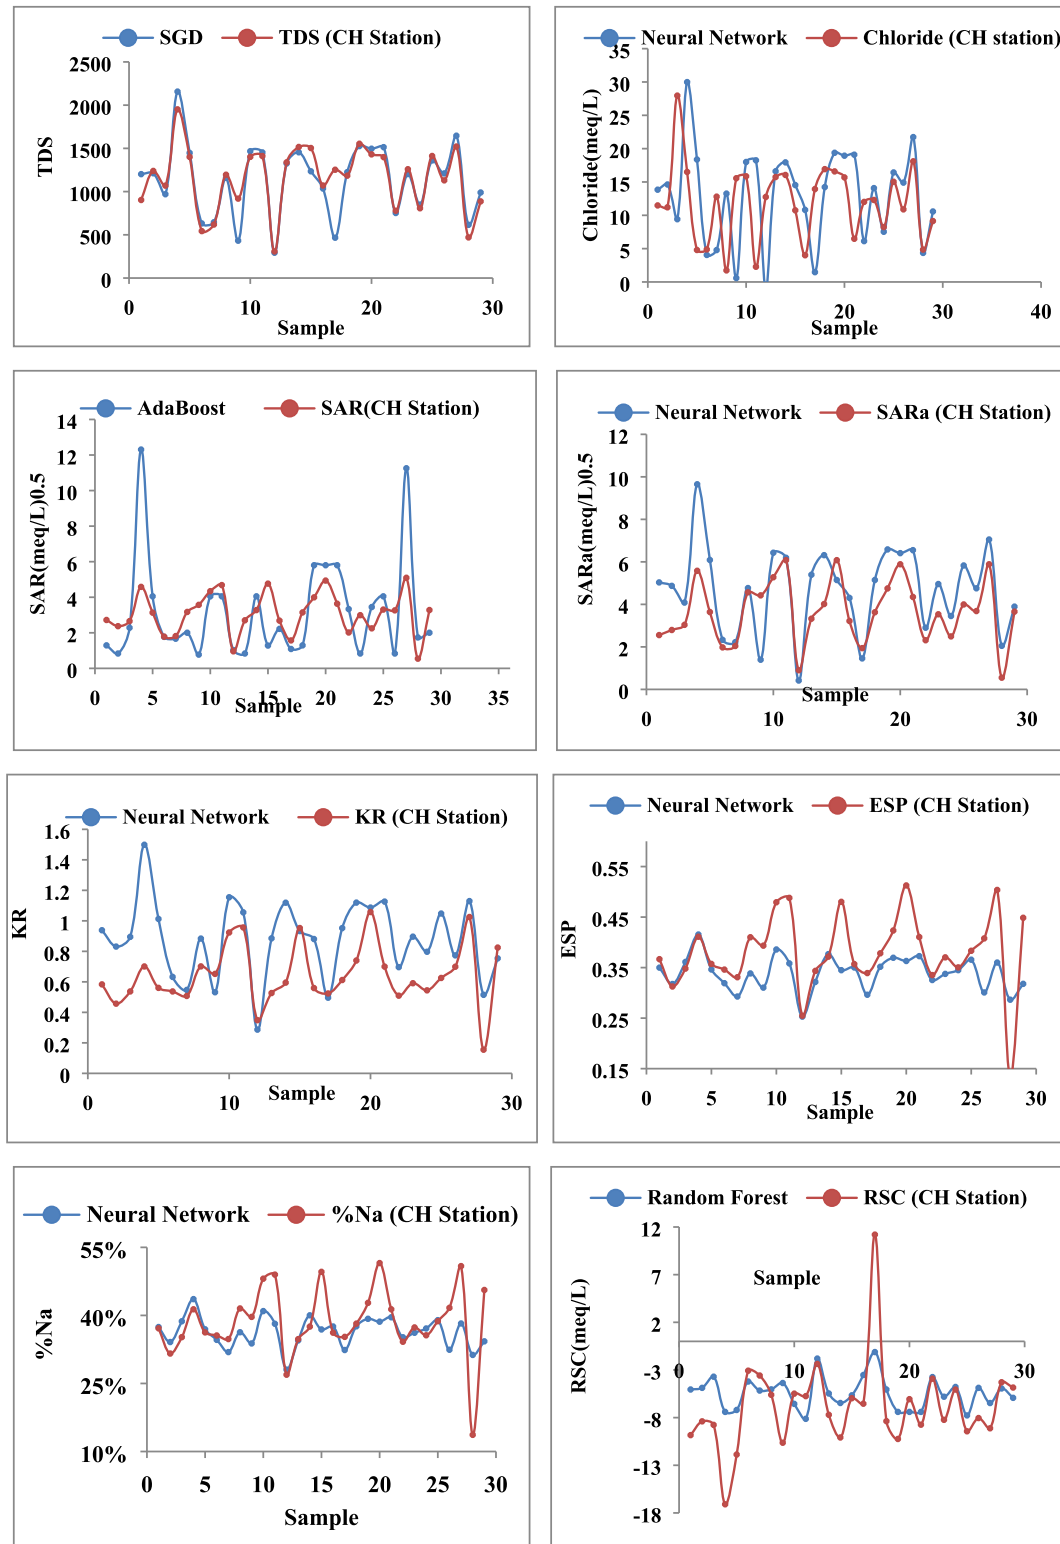 SGD TDS (CH Station)
2500
2000
1500
1000
500
0
TDS
0 10 20 30
Sample
Neural Network Chloride (CH station)
35
30
25
20
15
10
5
0
Chloride(meq/L)
0 10 20 30 40
Sample
AdaBoost SAR(CH Station)
14
12
10
8
6
4
2
0
SAR(meq/L)0.5
0 5 10 15 20 25 30 35
Sample
Neural Network SARa (CH Station)
12
10
8
6
4
2
0
SARa(meq/L)0.5
Sample
0 10 20 30
Neural Network KR (CH Station)
1.6
1.4
1.2
1
0.8
0.6
0.4
0.2
0
KR
0 10 20 30
Sample
Neural Network ESP (CH Station)
0.55
0.45
0.35
0.25
0.15
ESP
0 5 10 15 20 25 30
Sample
Neural Network %Na (CH Station)
55%
40%
25%
10%
%Na
0 5 10 15 20 25 30
Sample
Random Forest RSC (CH Station)
12
7
2
-3
-8
-13
-18
RSC(meq/L)
Sample
0 10 20 30